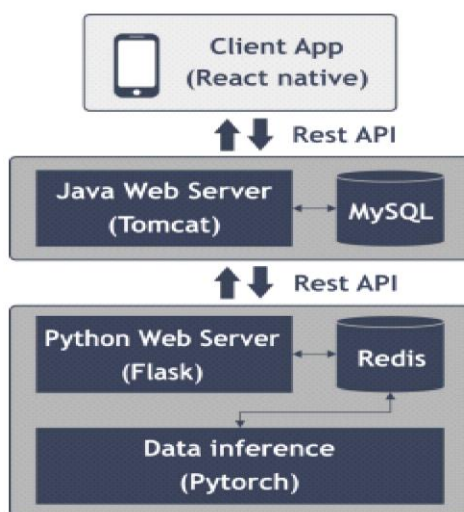 Client App
(React native)
Rest API
Java Web Server
(Tomcat)
MySQL
Rest API
Python Web Server
(Flask)
Redis
Data inference
(Pytorch)